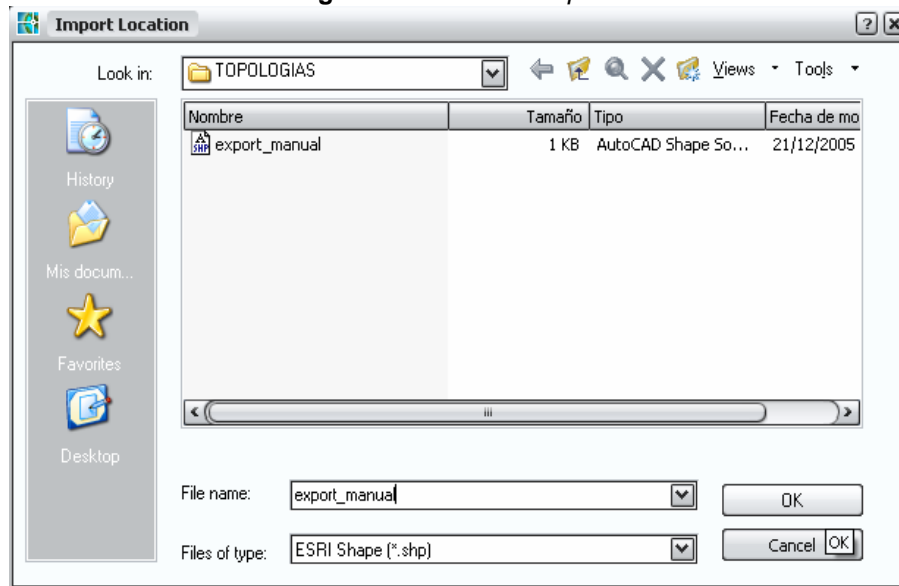 Import Location
Look in:
TOPOLOGIAS
Views
Tools
Nombre
Tamaño
Tipo
Fecha de mo
SHP
export_manual
1 KB
AutoCAD Shape So...
21/12/2005
History
Mis docum...
Favorites
Desktop
File name:
export_manual
OK
Files of type:
ESRI Shape (*.shp)
Cancel
OK